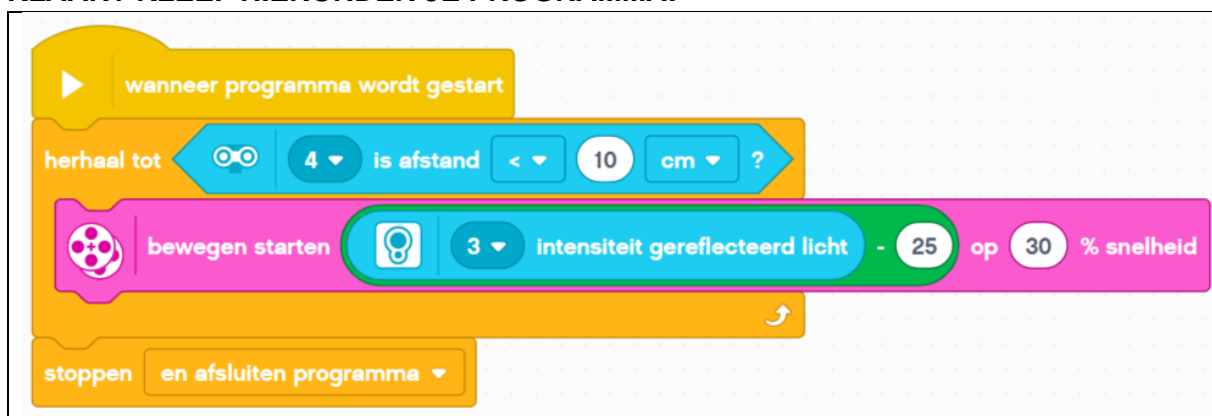 wanneer programma wordt gestart
herhaal tot 4 is afstand < 10 cm ?
bewegen starten 3 intensiteit gereflecteerd licht - 25 op 30 % snelheid
stoppen en afsluiten programma